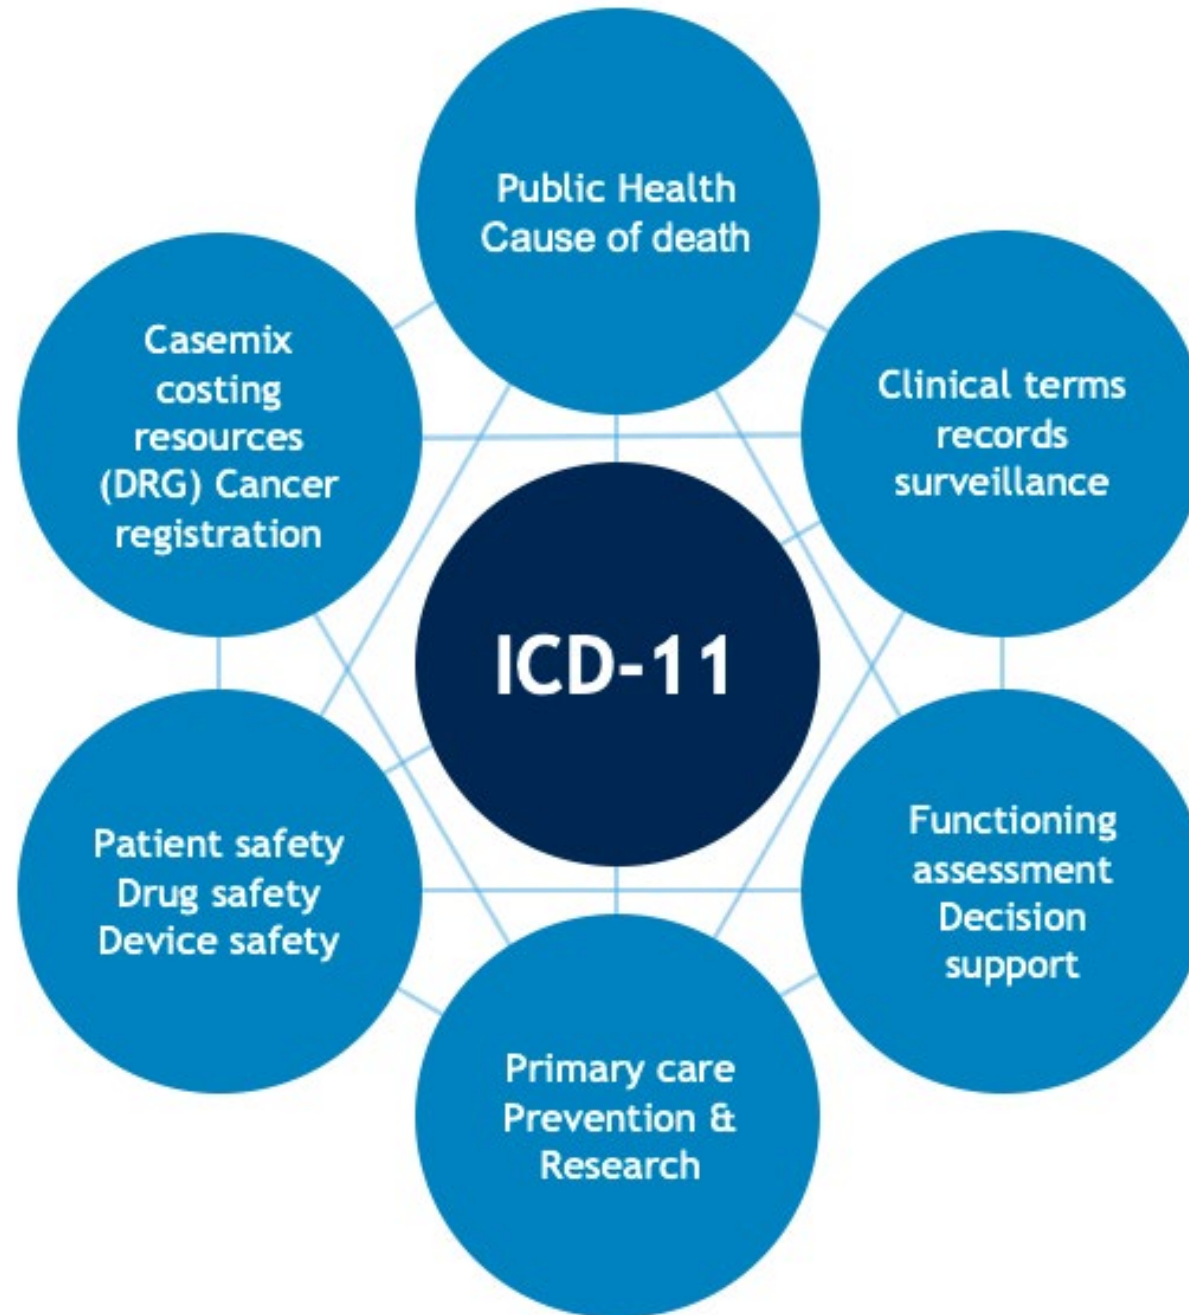 Public Health
Cause of death
Casemix
costing
resources
(DRG) Cancer
registration
Clinical terms
records
surveillance
ICD-11
Patient safety
Drug safety
Device safety
Functioning
assessment
Decision
support
Primary care
Prevention &
Research